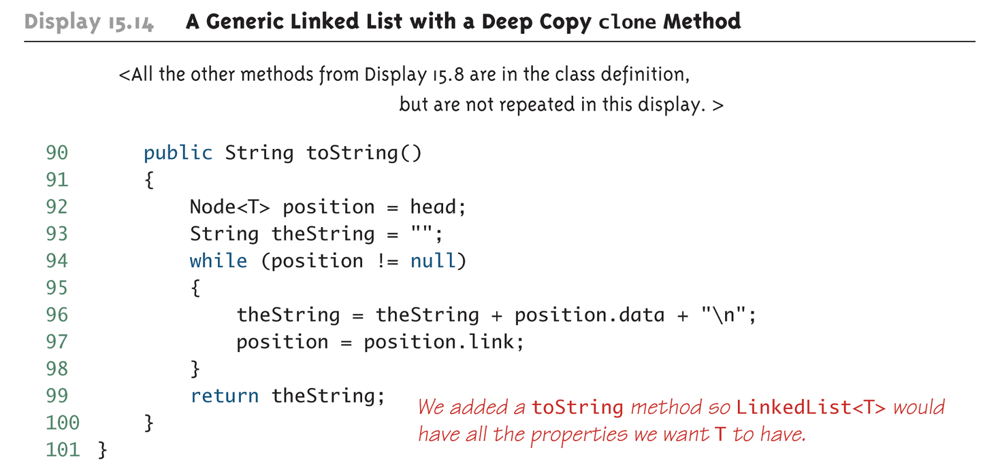 Display 15.14 A Generic Linked List with a Deep Copy clone Method
<All the other methods from Display 15.8 are in the class definition,
but are not repeated in this display. >
90 public String toString()
91 {
92 Node<T> position = head;
93 String theString = "";
94 while (position != null)
95 {
96 theString = theString + position.data + "\n";
97 position = position.link;
98 }
99 return theString;
We added a toString method so LinkedList<T> would
100 }
have all the properties we want T to have.
101 }